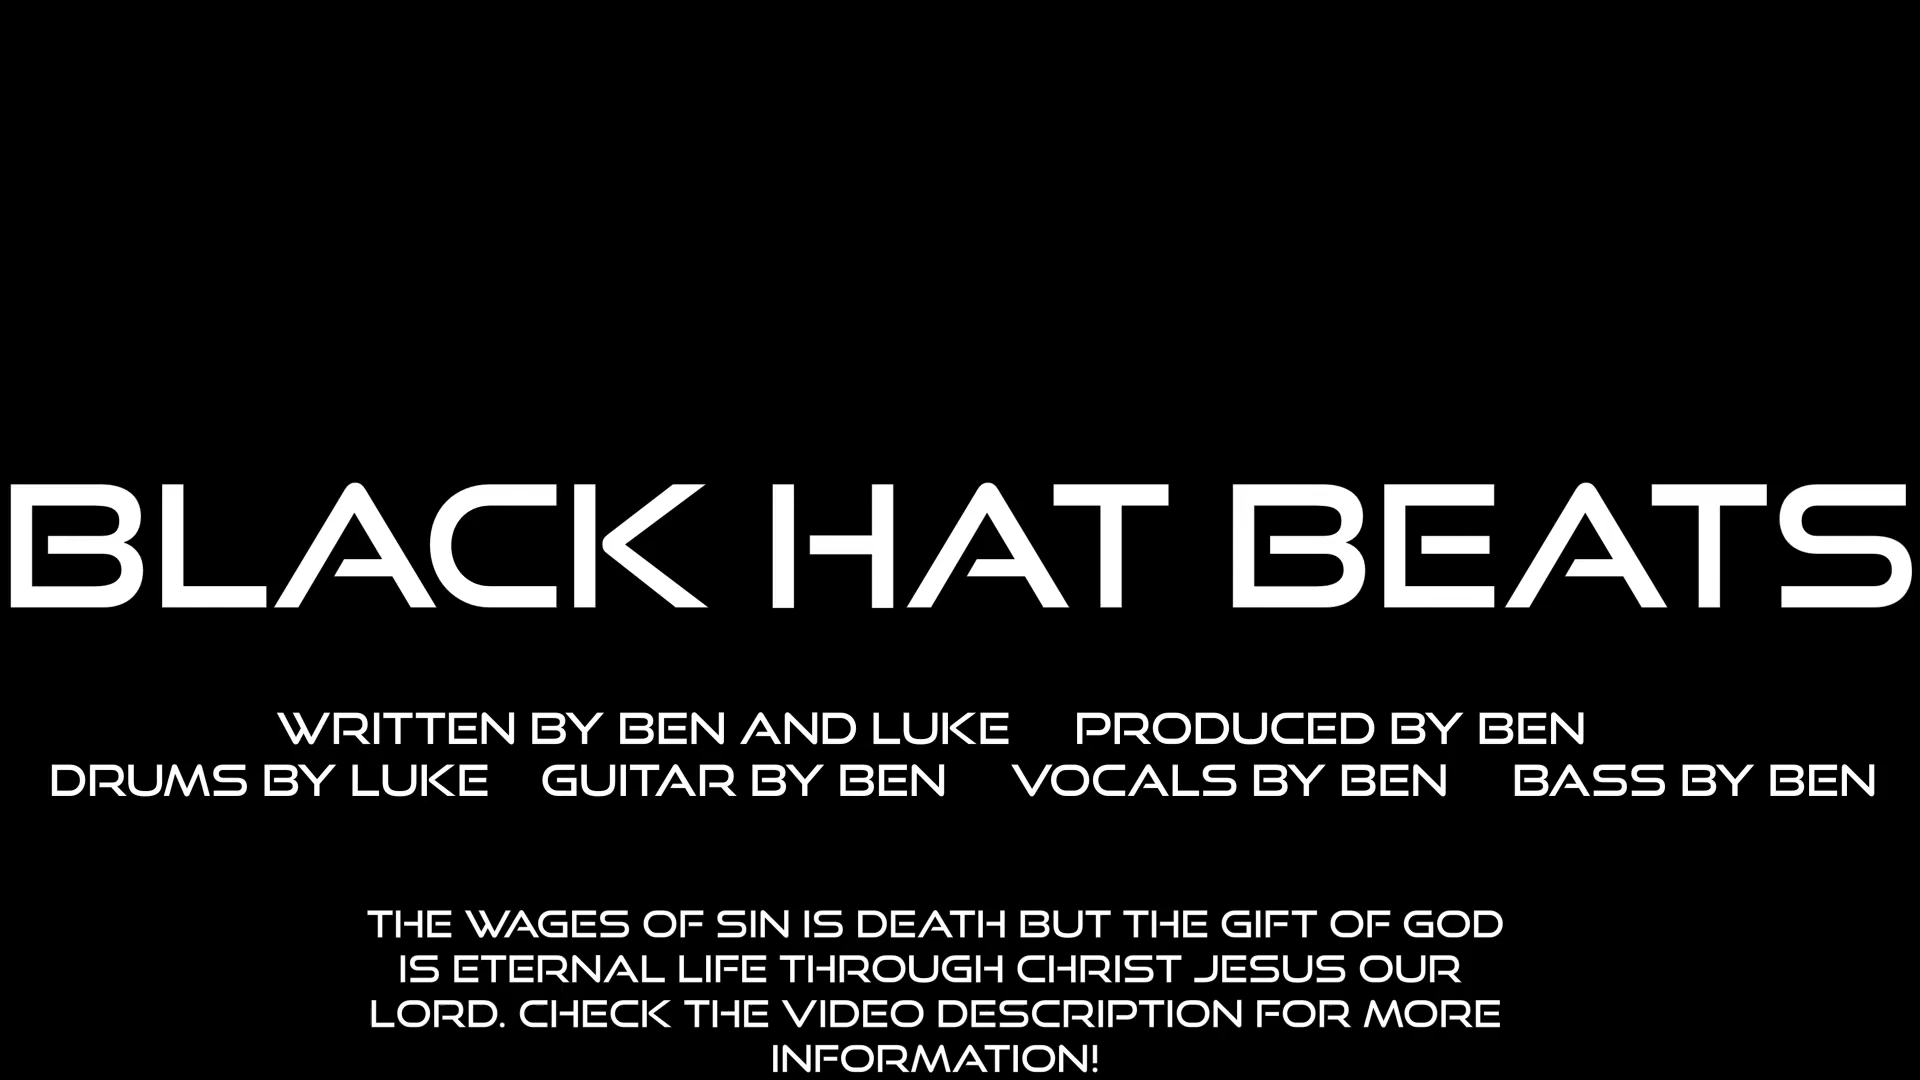 BLACK HAT BEATS
WRITTEN BY BEN AND LUKE PRODUCED BY BEN
DRUMS BY LUKE GUITAR BY BEN VOCALS BY BEN BASS BY BEN
THE WAGES OF SIN IS DEATH BUT THE GIFT OF GOD
IS ETERNAL LIFE THROUGH CHRIST JESUS OUR
LORD. CHECK THE VIDEO DESCRIPTION FOR MORE
INFORMATION!